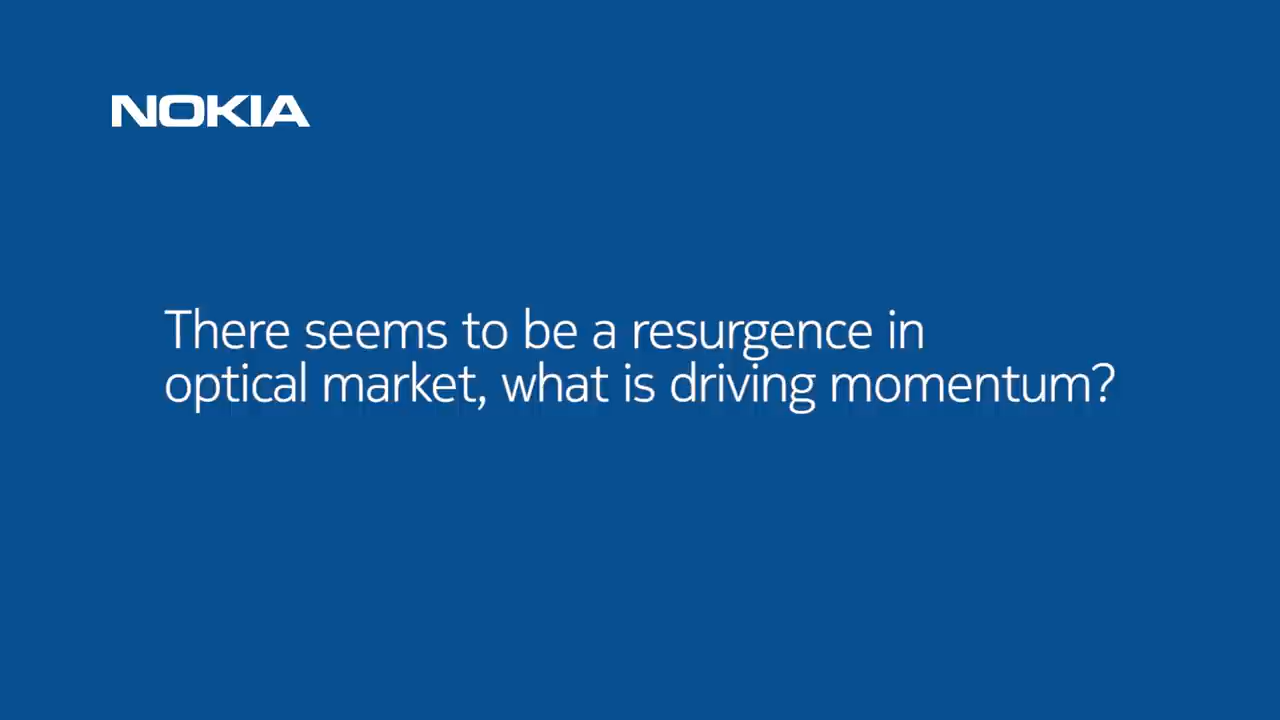 NOKIA
There seems to be a resurgence in
optical market, what is driving momentum?